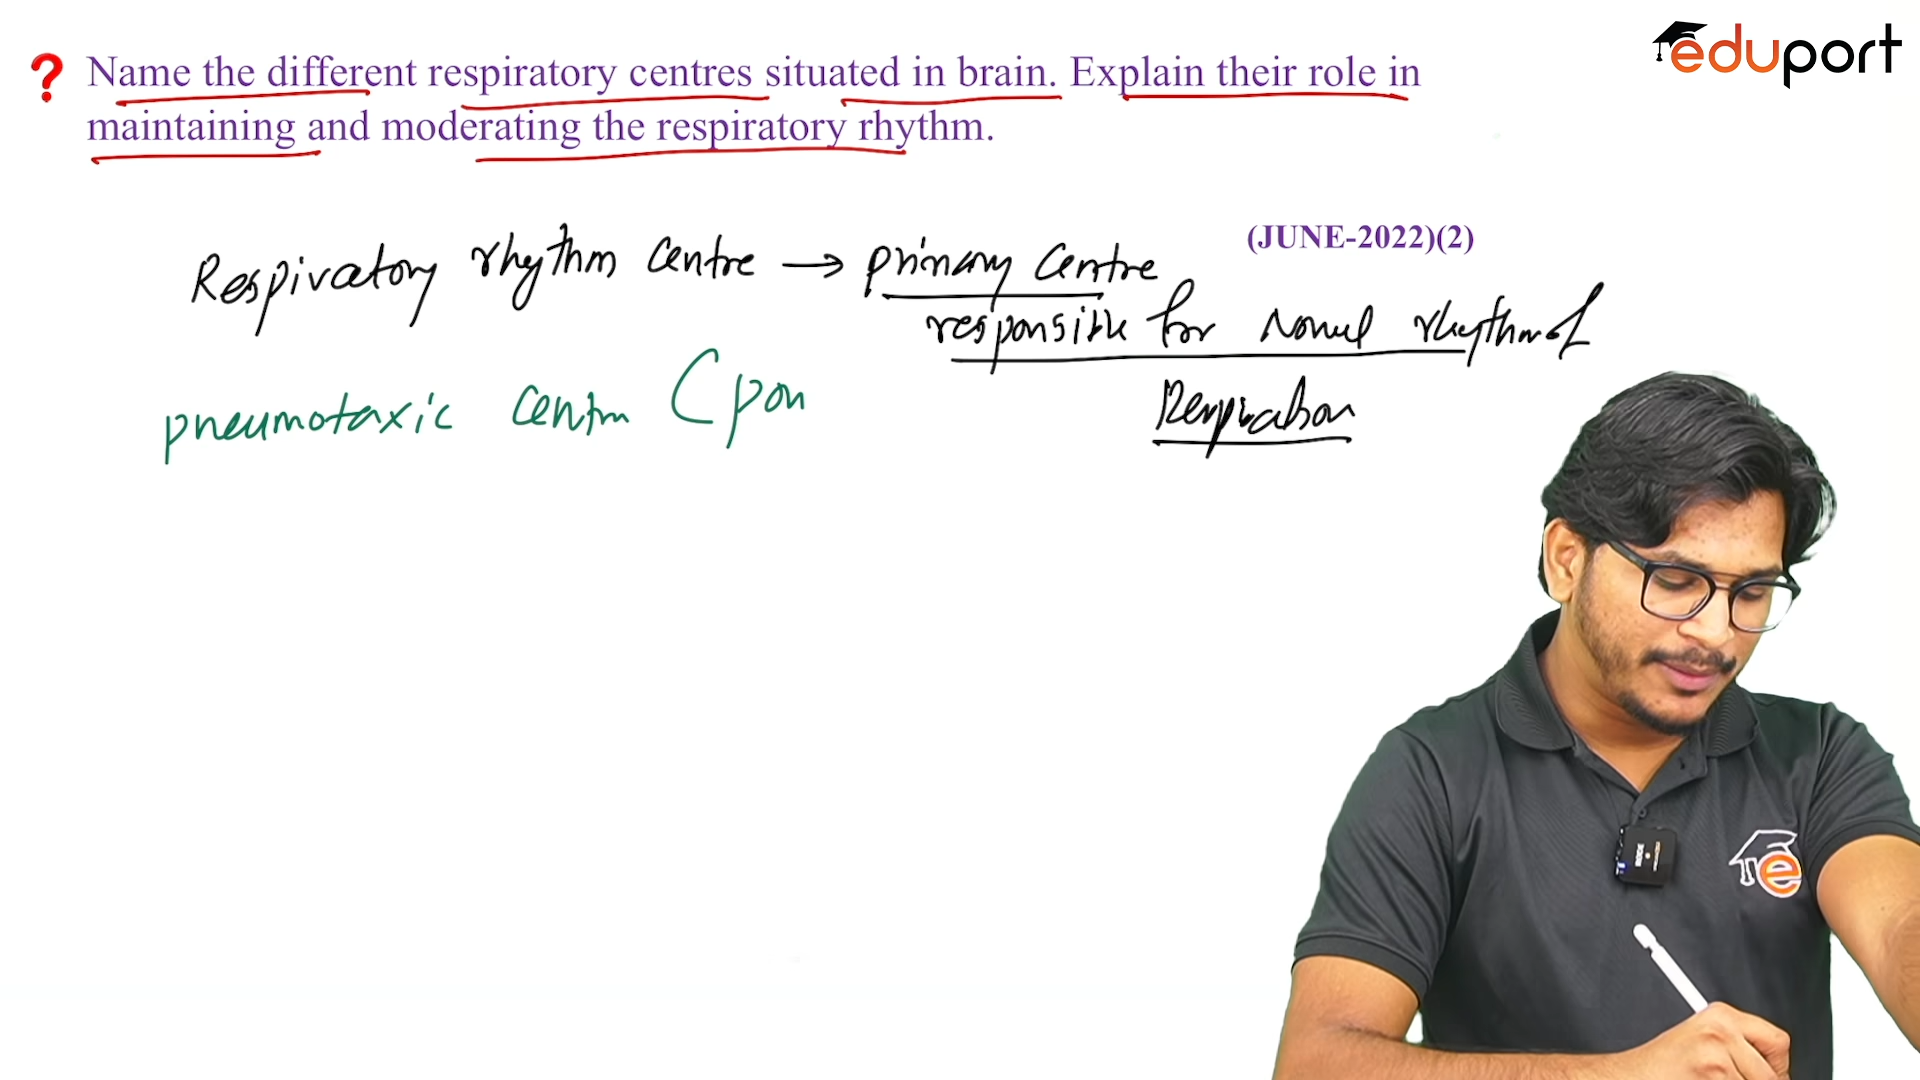 eduport
? Name the different respiratory centres situated in brain. Explain their role in
maintaining and moderating the respiratory rhythm.
(JUNE-2022)(2)
Respiratory rhythm centre → primary centre
responsible for Normal rhythm of
Respiration
pneumotaxic centre (pon